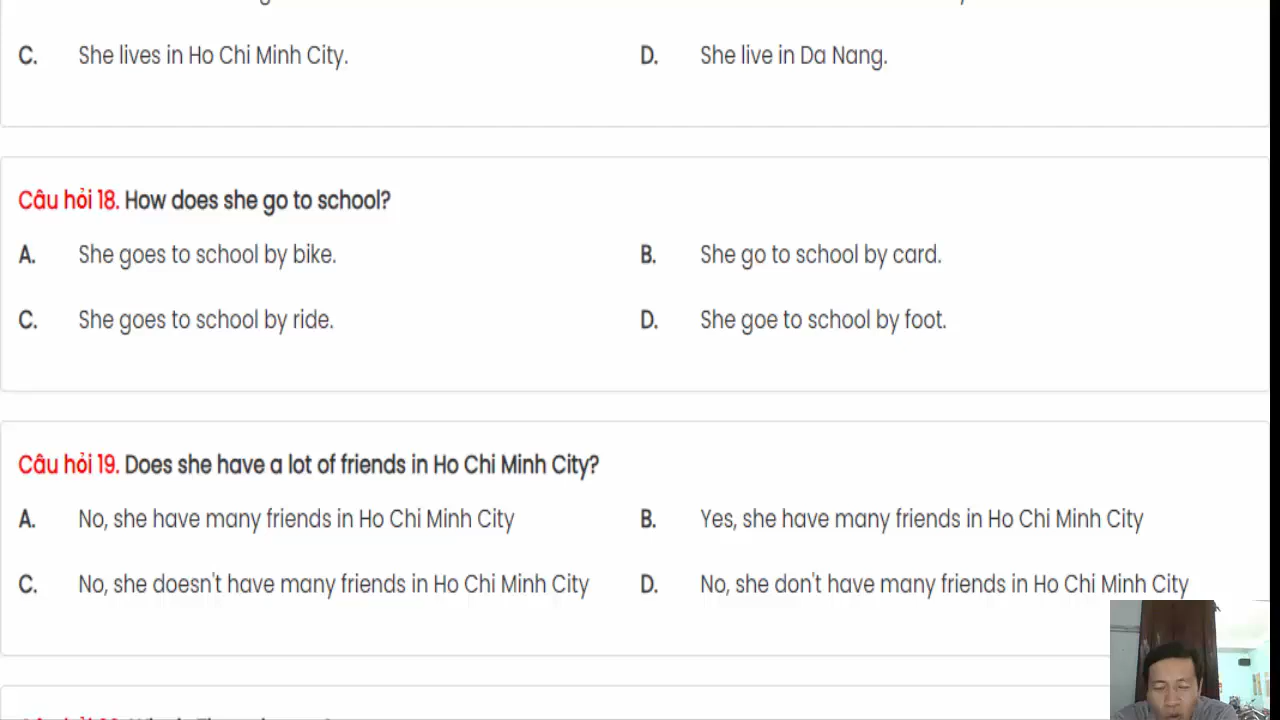 C. She lives in Ho Chi Minh City. D. She live in Da Nang.
Câu hỏi 18. How does she go to school?
A. She goes to school by bike. B. She go to school by card.
C. She goes to school by ride. D. She goe to school by foot.
Câu hỏi 19. Does she have a lot of friends in Ho Chi Minh City?
A. No, she have many friends in Ho Chi Minh City B. Yes, she have many friends in Ho Chi Minh City
C. No, she doesn't have many friends in Ho Chi Minh City D. No, she don't have many friends in Ho Chi Minh City